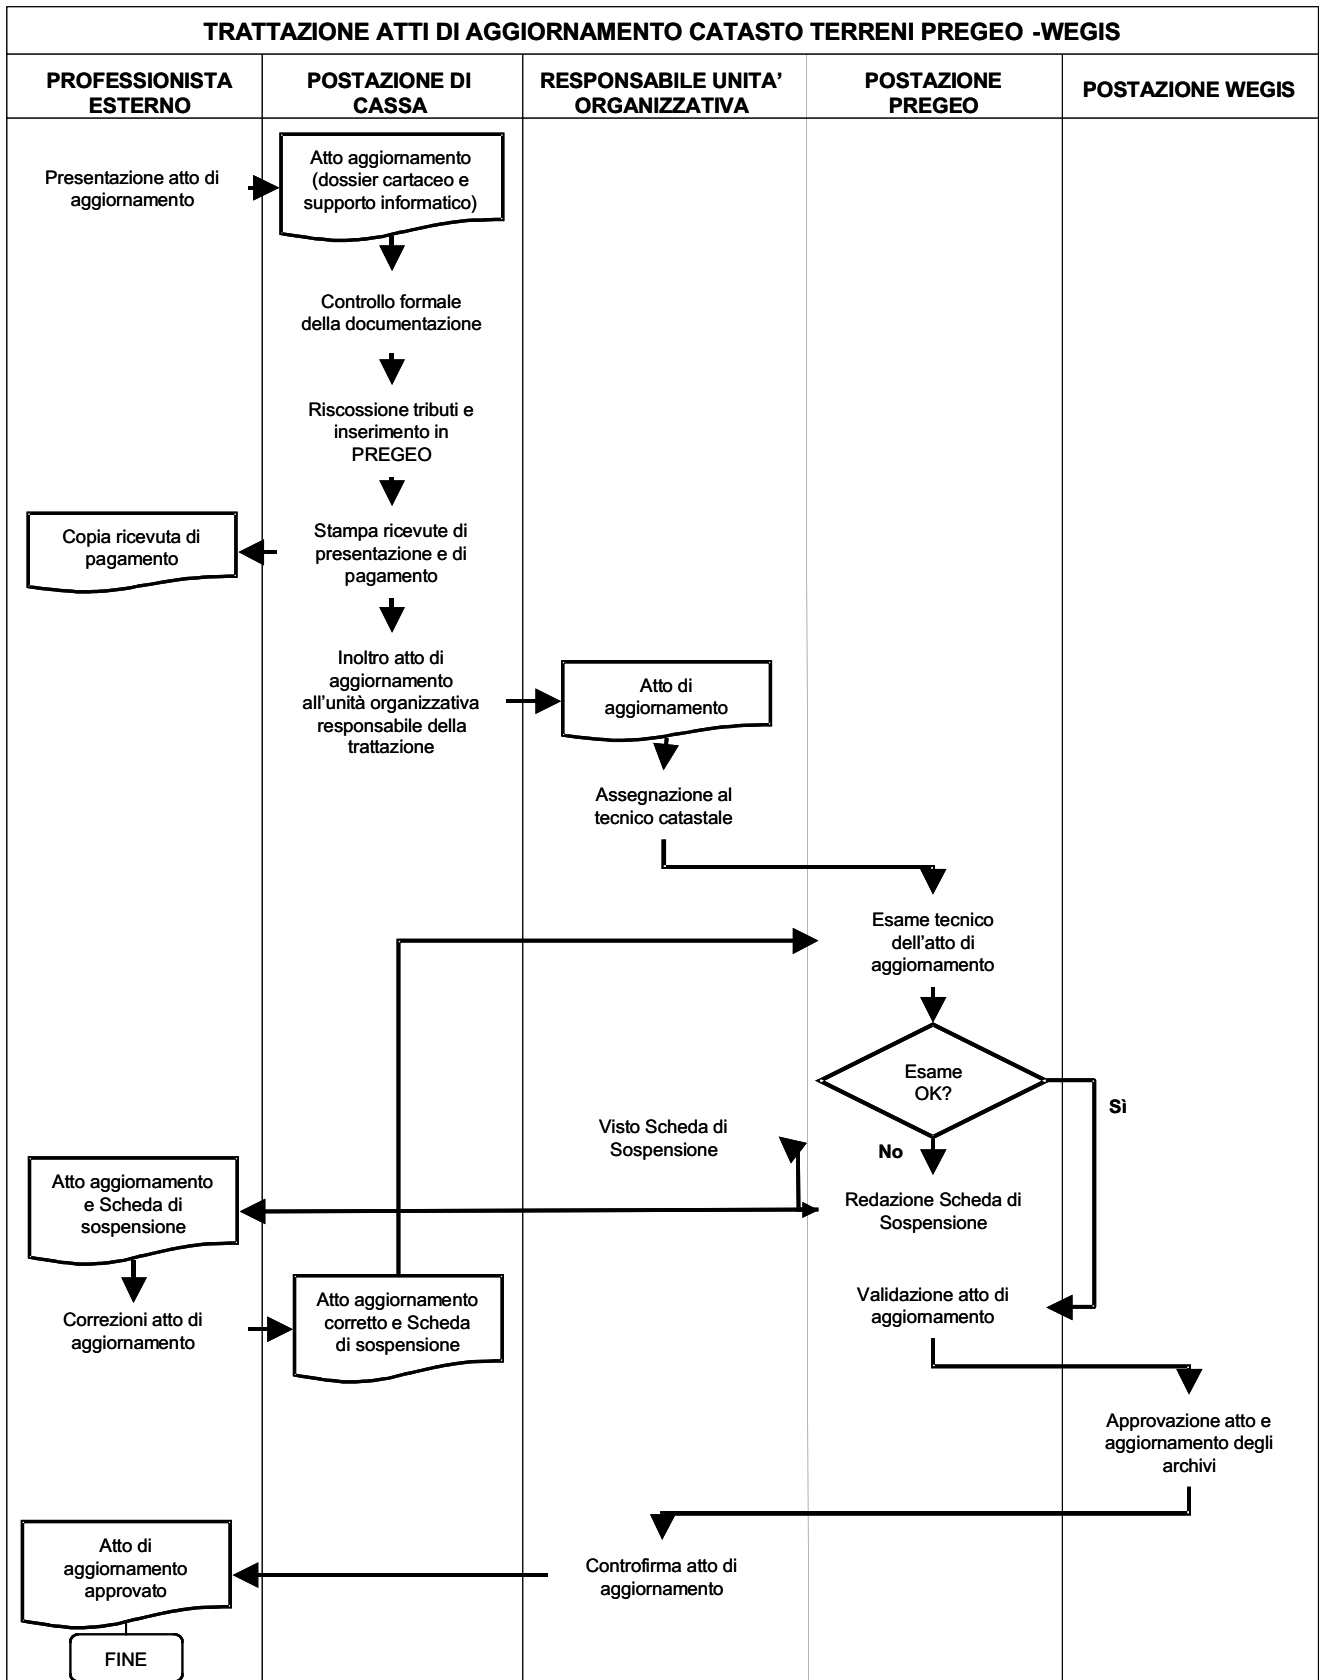 TRATTAZIONE ATTI DI AGGIORNAMENTO CATASTO TERRENI PREGEO -WEGIS
PROFESSIONISTA
ESTERNO
POSTAZIONE DI
CASSA
RESPONSABILE UNITA’
ORGANIZZATIVA
POSTAZIONE
PREGEO
POSTAZIONE WEGIS
Presentazione atto di
aggiornamento
Atto aggiornamento
(dossier cartaceo e
supporto informatico)
Controllo formale
della documentazione
Riscossione tributi e
inserimento in
PREGEO
Copia ricevuta di
pagamento
Stampa ricevute di
presentazione e di
pagamento
Inoltro atto di
aggiornamento
all’unità organizzativa
responsabile della
trattazione
Atto di
aggiornamento
Assegnazione al
tecnico catastale
Esame tecnico
dell’atto di
aggiornamento
Esame
OK?
Sì
No
Visto Scheda di
Sospensione
Redazione Scheda di
Sospensione
Atto aggiornamento
e Scheda di
sospensione
Correzioni atto di
aggiornamento
Atto aggiornamento
corretto e Scheda
di sospensione
Validazione atto di
aggiornamento
Approvazione atto e
aggiornamento degli
archivi
Controfirma atto di
aggiornamento
Atto di
aggiornamento
approvato
FINE